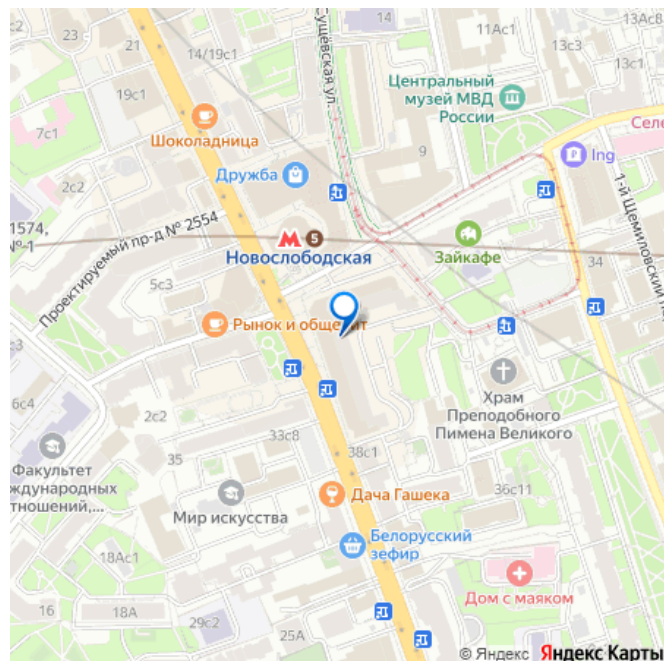 23
21
14/19с1
14
11Ас1
13Ас8
13с3
13с1
19с1
7с1
2с2
Сущёвская ул.
Центральный
музей МВД
России
Селе
Шоколадница
9
Ing
Дружба
1574,
№-1
Проектируемый пр-д № 2554
5
Новослободская
Зайкафе
1-й Щемиловский п
34
5с3
Рынок и общепит
6с4
2с2
33с8
35
38с1
Храм
Преподобного
Пимена Великого
Факультет
ждународных
тношений,...
Мир искусства
Дача Гашека
36с11
Белорусский
зефир
18Ас1
Дом с маяком
16
18А
29с2
25А
© Яндекс Яндекс Карты